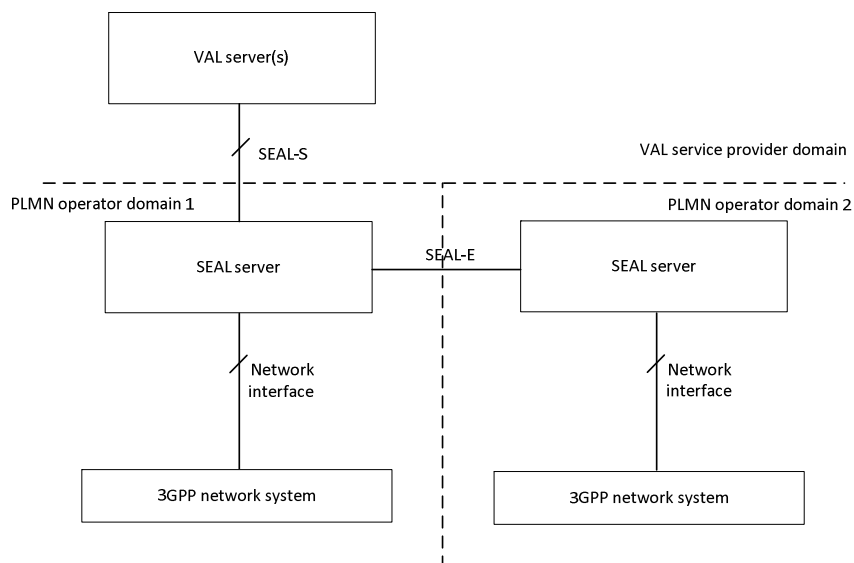 VAL server(s)
SEAL-S
VAL service provider domain
PLMN operator domain 1
PLMN operator domain 2
SEAL server
SEAL-E
SEAL server
Network
interface
Network
interface
3GPP network system
3GPP network system